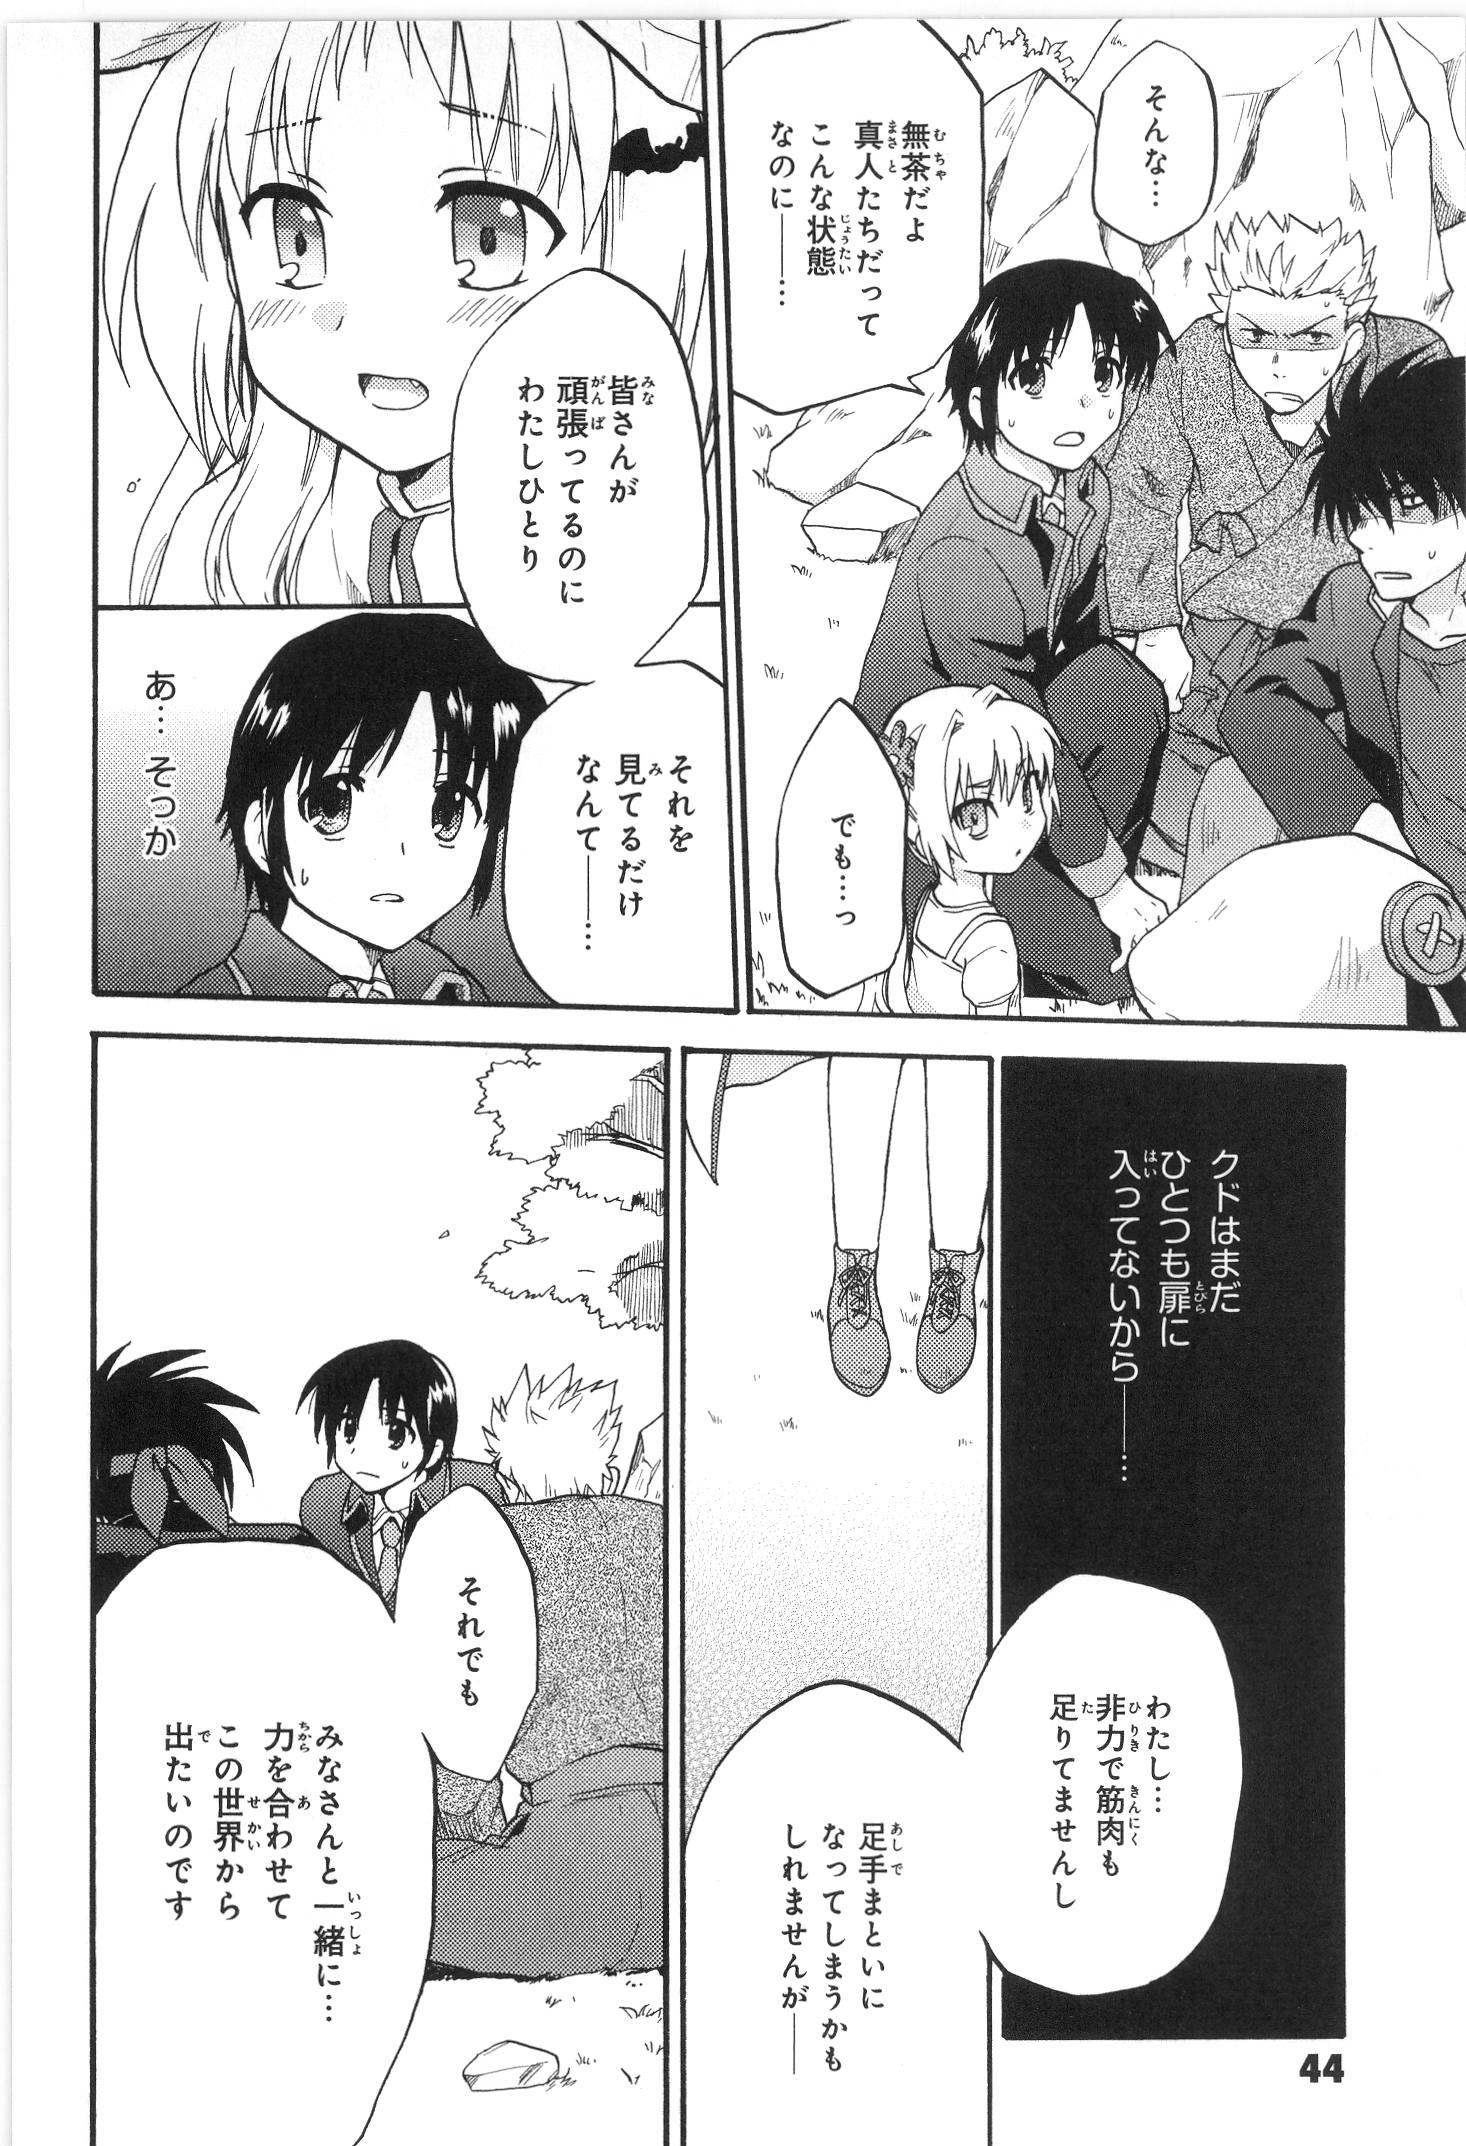 そんな…
無茶だよ
真人たちだって
こんな状態
なのに――…
でも…っ
皆さんが
頑張ってるのに
わたしひとり
それを
見てるだけ
なんて――…
あ…そっか
クドはまだ
ひとつも扉に
入ってないから――…
わたし…
非力で筋肉も
足りてませんし
足手まといに
なってしまうかも
しれませんが――
それでも
みなさんと一緒に…
力を合わせて
この世界から
出たいのです
44